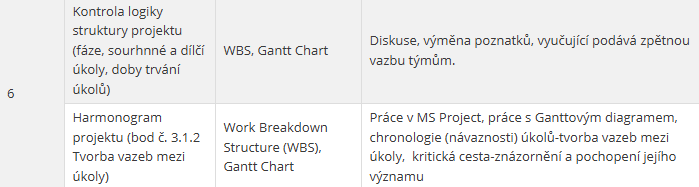 6
Kontrola logiky
struktury projektu
(fáze, sourhnné a dílčí
úkoly, doby trvání
úkolů)
WBS, Gantt Chart
Diskuse, výměna poznatků, vyučující podává zpětnou
vazbu týmům.
Harmonogram
projektu (bod č. 3.1.2
Tvorba vazeb mezi
úkoly)
Work Breakdown
Structure (WBS),
Gantt Chart
Práce v MS Project, práce s Ganttovým diagramem,
chronologie (návaznosti) úkolů-tvorba vazeb mezi
úkoly, kritická cesta-znázornění a pochopení jejího
významu